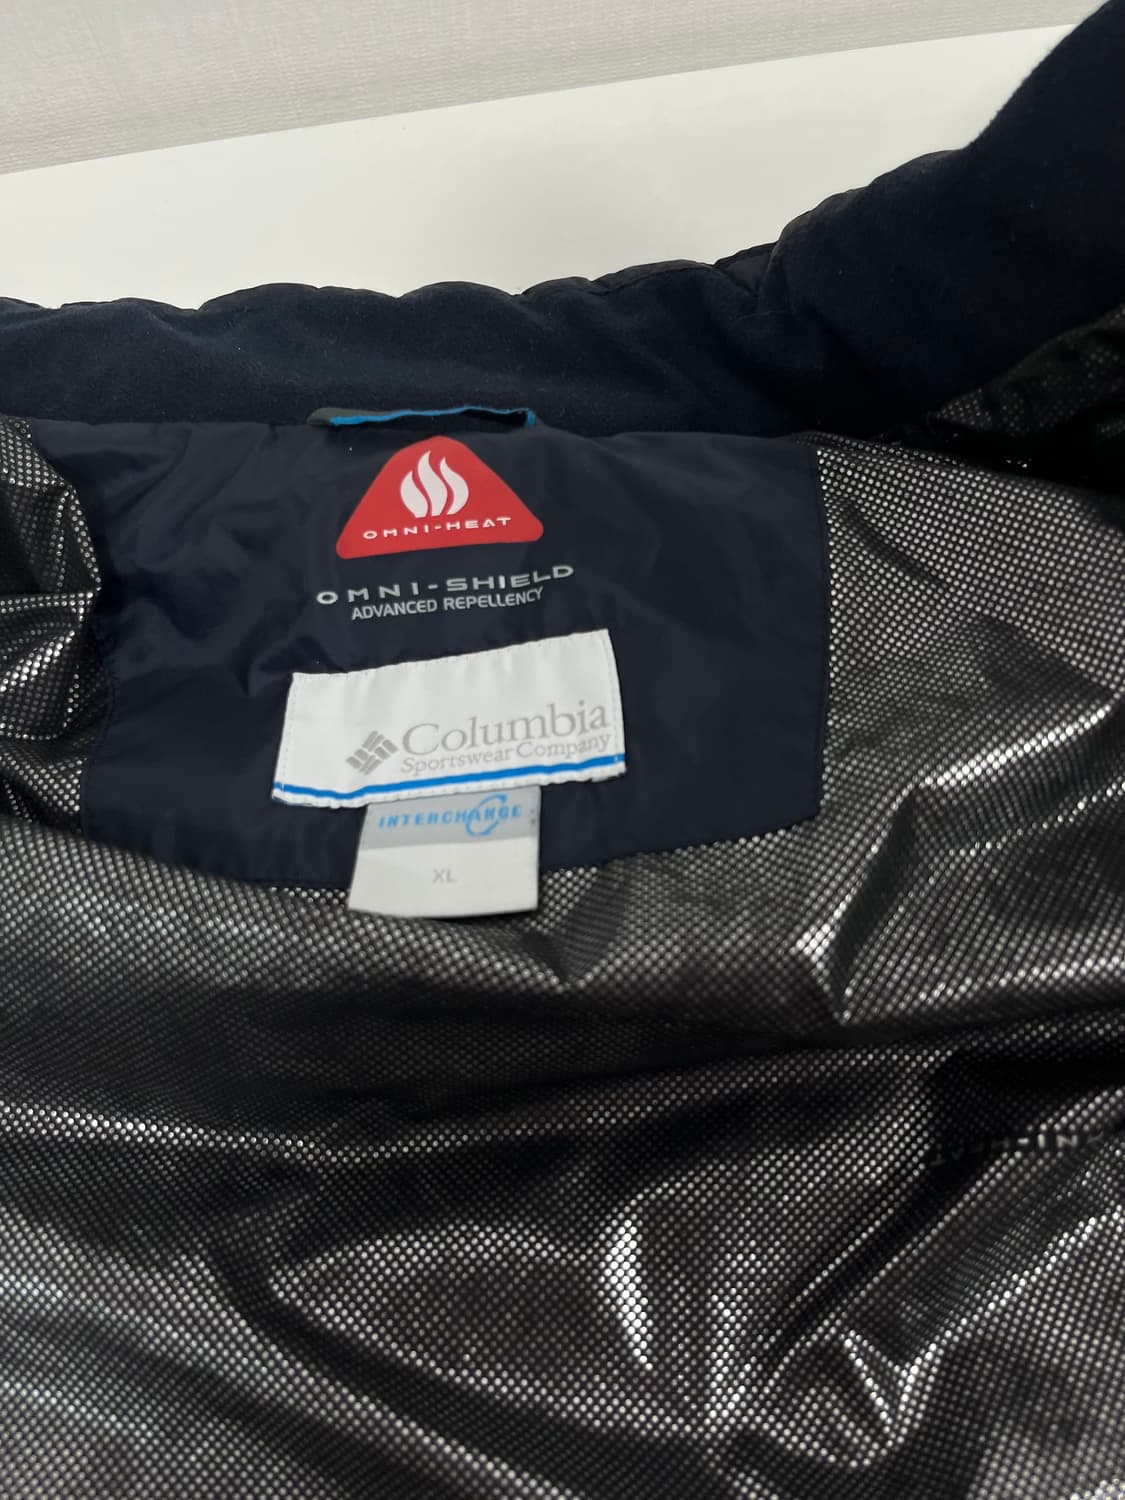 OMNI-HEAT
OMNI-SHIELD
ADVANCED REPELLENCY
Columbia
Sportswear Company
INTERCHANGE
XL